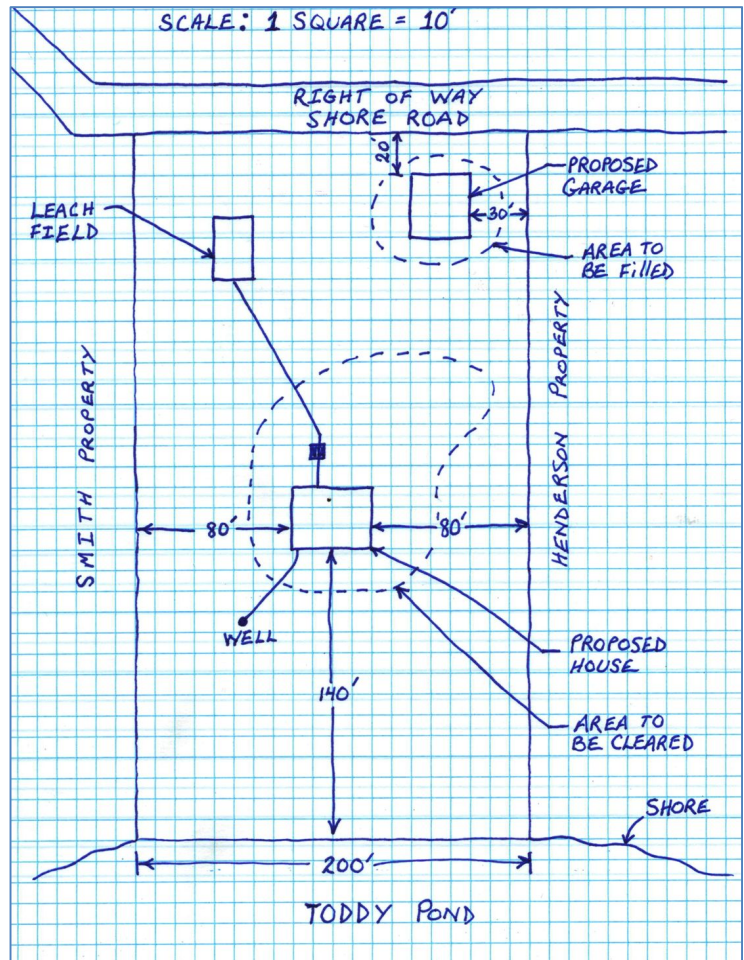 SCALE: 1 SQUARE = 10'
RIGHT OF WAY
SHORE ROAD
20'
PROPOSED
GARAGE
LEACH
FIELD
30'
AREA TO
BE FillED
SMITH PROPERTY
HENDERSON PROPERTY
80'
80'
WELL
PROPOSED
HOUSE
140'
AREA TO
BE CLEARED
SHORE
200'
TODDY POND